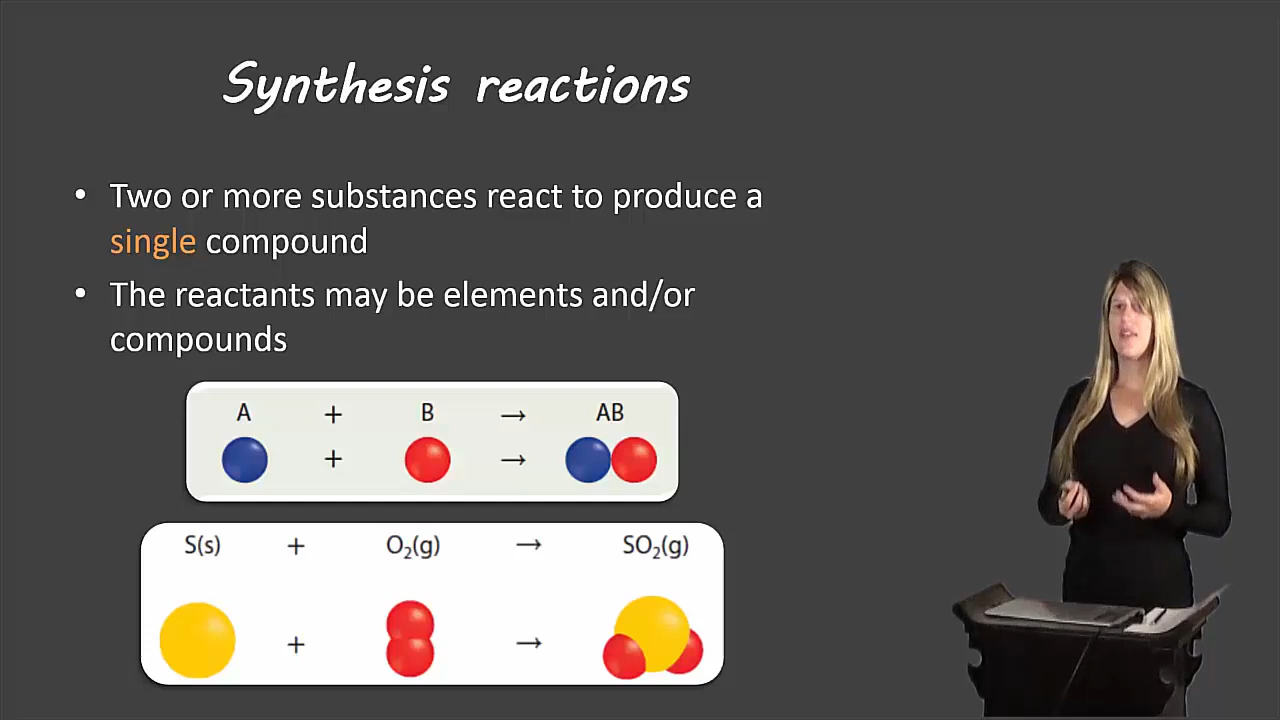 Synthesis reactions
• Two or more substances react to produce a
single compound
• The reactants may be elements and/or
compounds
A + B → AB
+ →
S(s) + O₂(g) → SO₂(g)
+ →